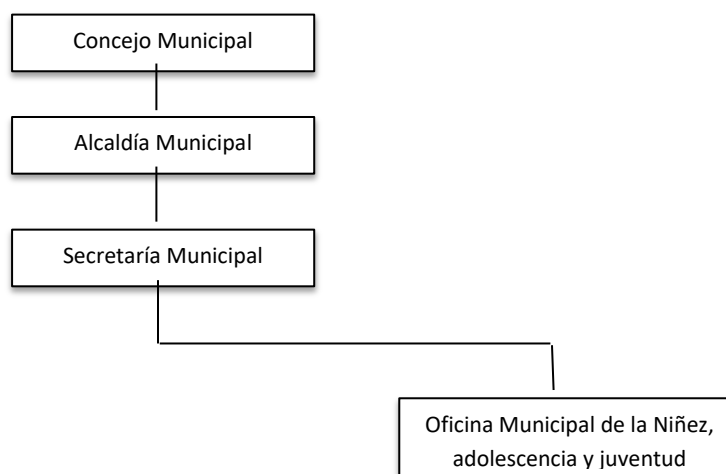 Concejo Municipal
Alcaldía Municipal
Secretaría Municipal
Oficina Municipal de la Niñez,
adolescencia y juventud